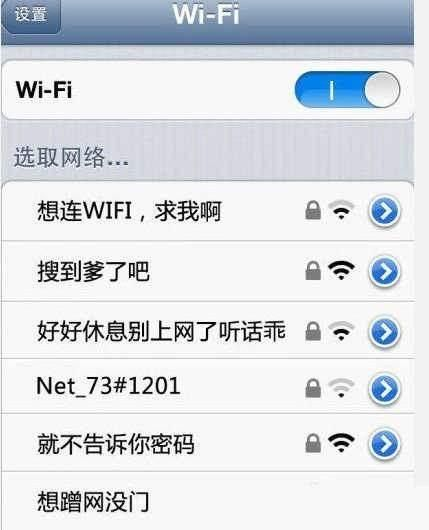 设置
Wi-Fi
Wi-Fi
选取网络...
想连WIFI，求我啊
搜到爹了吧
好好休息别上网了听话乖
Net_73#1201
就不告诉你密码
想蹭网没门